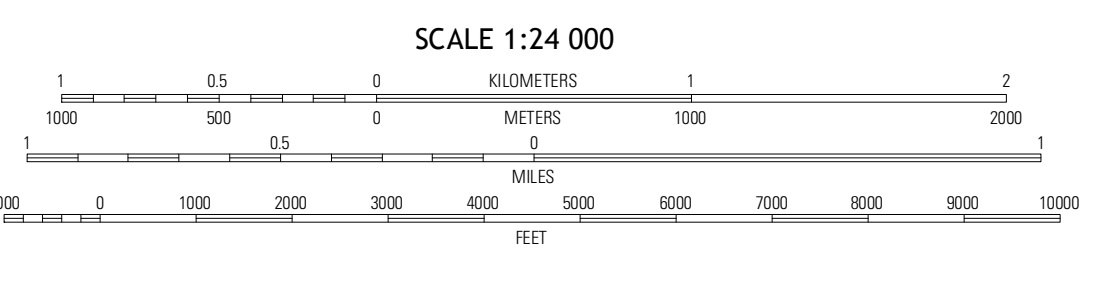 SCALE 1:24 000
1 0.5 0 KILOMETERS 1 2
1000 500 0 METERS 1000 2000
1 0.5 0 1
MILES
0 1000 2000 3000 4000 5000 6000 7000 8000 9000 10000
FEET